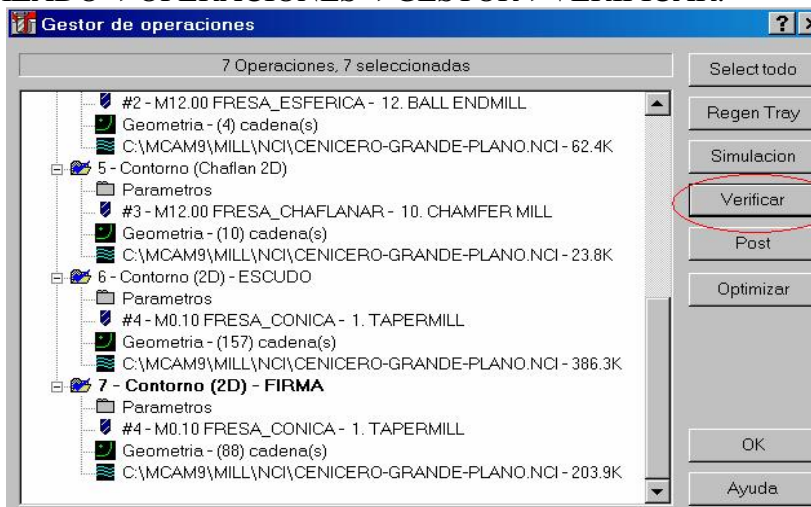 OPERACIONES → GESTOR → VERIFICAR.
Gestor de operaciones
7 Operaciones, 7 seleccionadas
#2 - M12.00 FRESA_ESFERICA - 12. BALL ENDMILL
Geometria - (4) cadena(s)
C:\MCAM9\MILL\NCI\CENICERO-GRANDE-PLANO.NCI - 62.4K
5 - Contorno (Chaflan 2D)
Parametros
#3 - M12.00 FRESA_CHAFLANAR - 10. CHAMFER MILL
Geometria - (10) cadena(s)
C:\MCAM9\MILL\NCI\CENICERO-GRANDE-PLANO.NCI - 23.8K
6 - Contorno (2D) - ESCUDO
Parametros
#4 - M0.10 FRESA_CONICA - 1. TAPERMILL
Geometria - (157) cadena(s)
C:\MCAM9\MILL\NCI\CENICERO-GRANDE-PLANO.NCI - 386.3K
7 - Contorno (2D) - FIRMA
Parametros
#4 - M0.10 FRESA_CONICA - 1. TAPERMILL
Geometria - (88) cadena(s)
C:\MCAM9\MILL\NCI\CENICERO-GRANDE-PLANO.NCI - 203.9K
Select todo
Regen Tray
Simulacion
Verificar
Post
Optimizar
OK
Ayuda